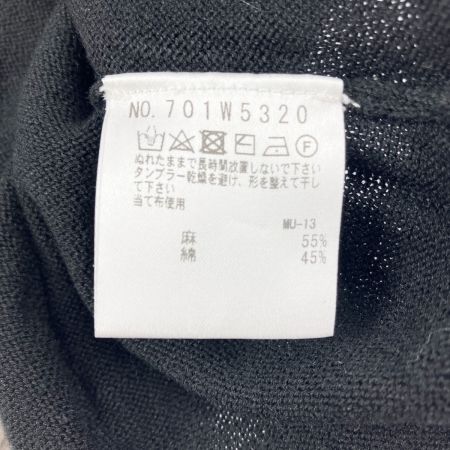 NO. 701W5320
F
ぬれたままで長時間放置しないで下さい
タンブラー乾燥を避け、形を整えて干し
て下さい
当て布使用
MU-13
麻 55%
綿 45%